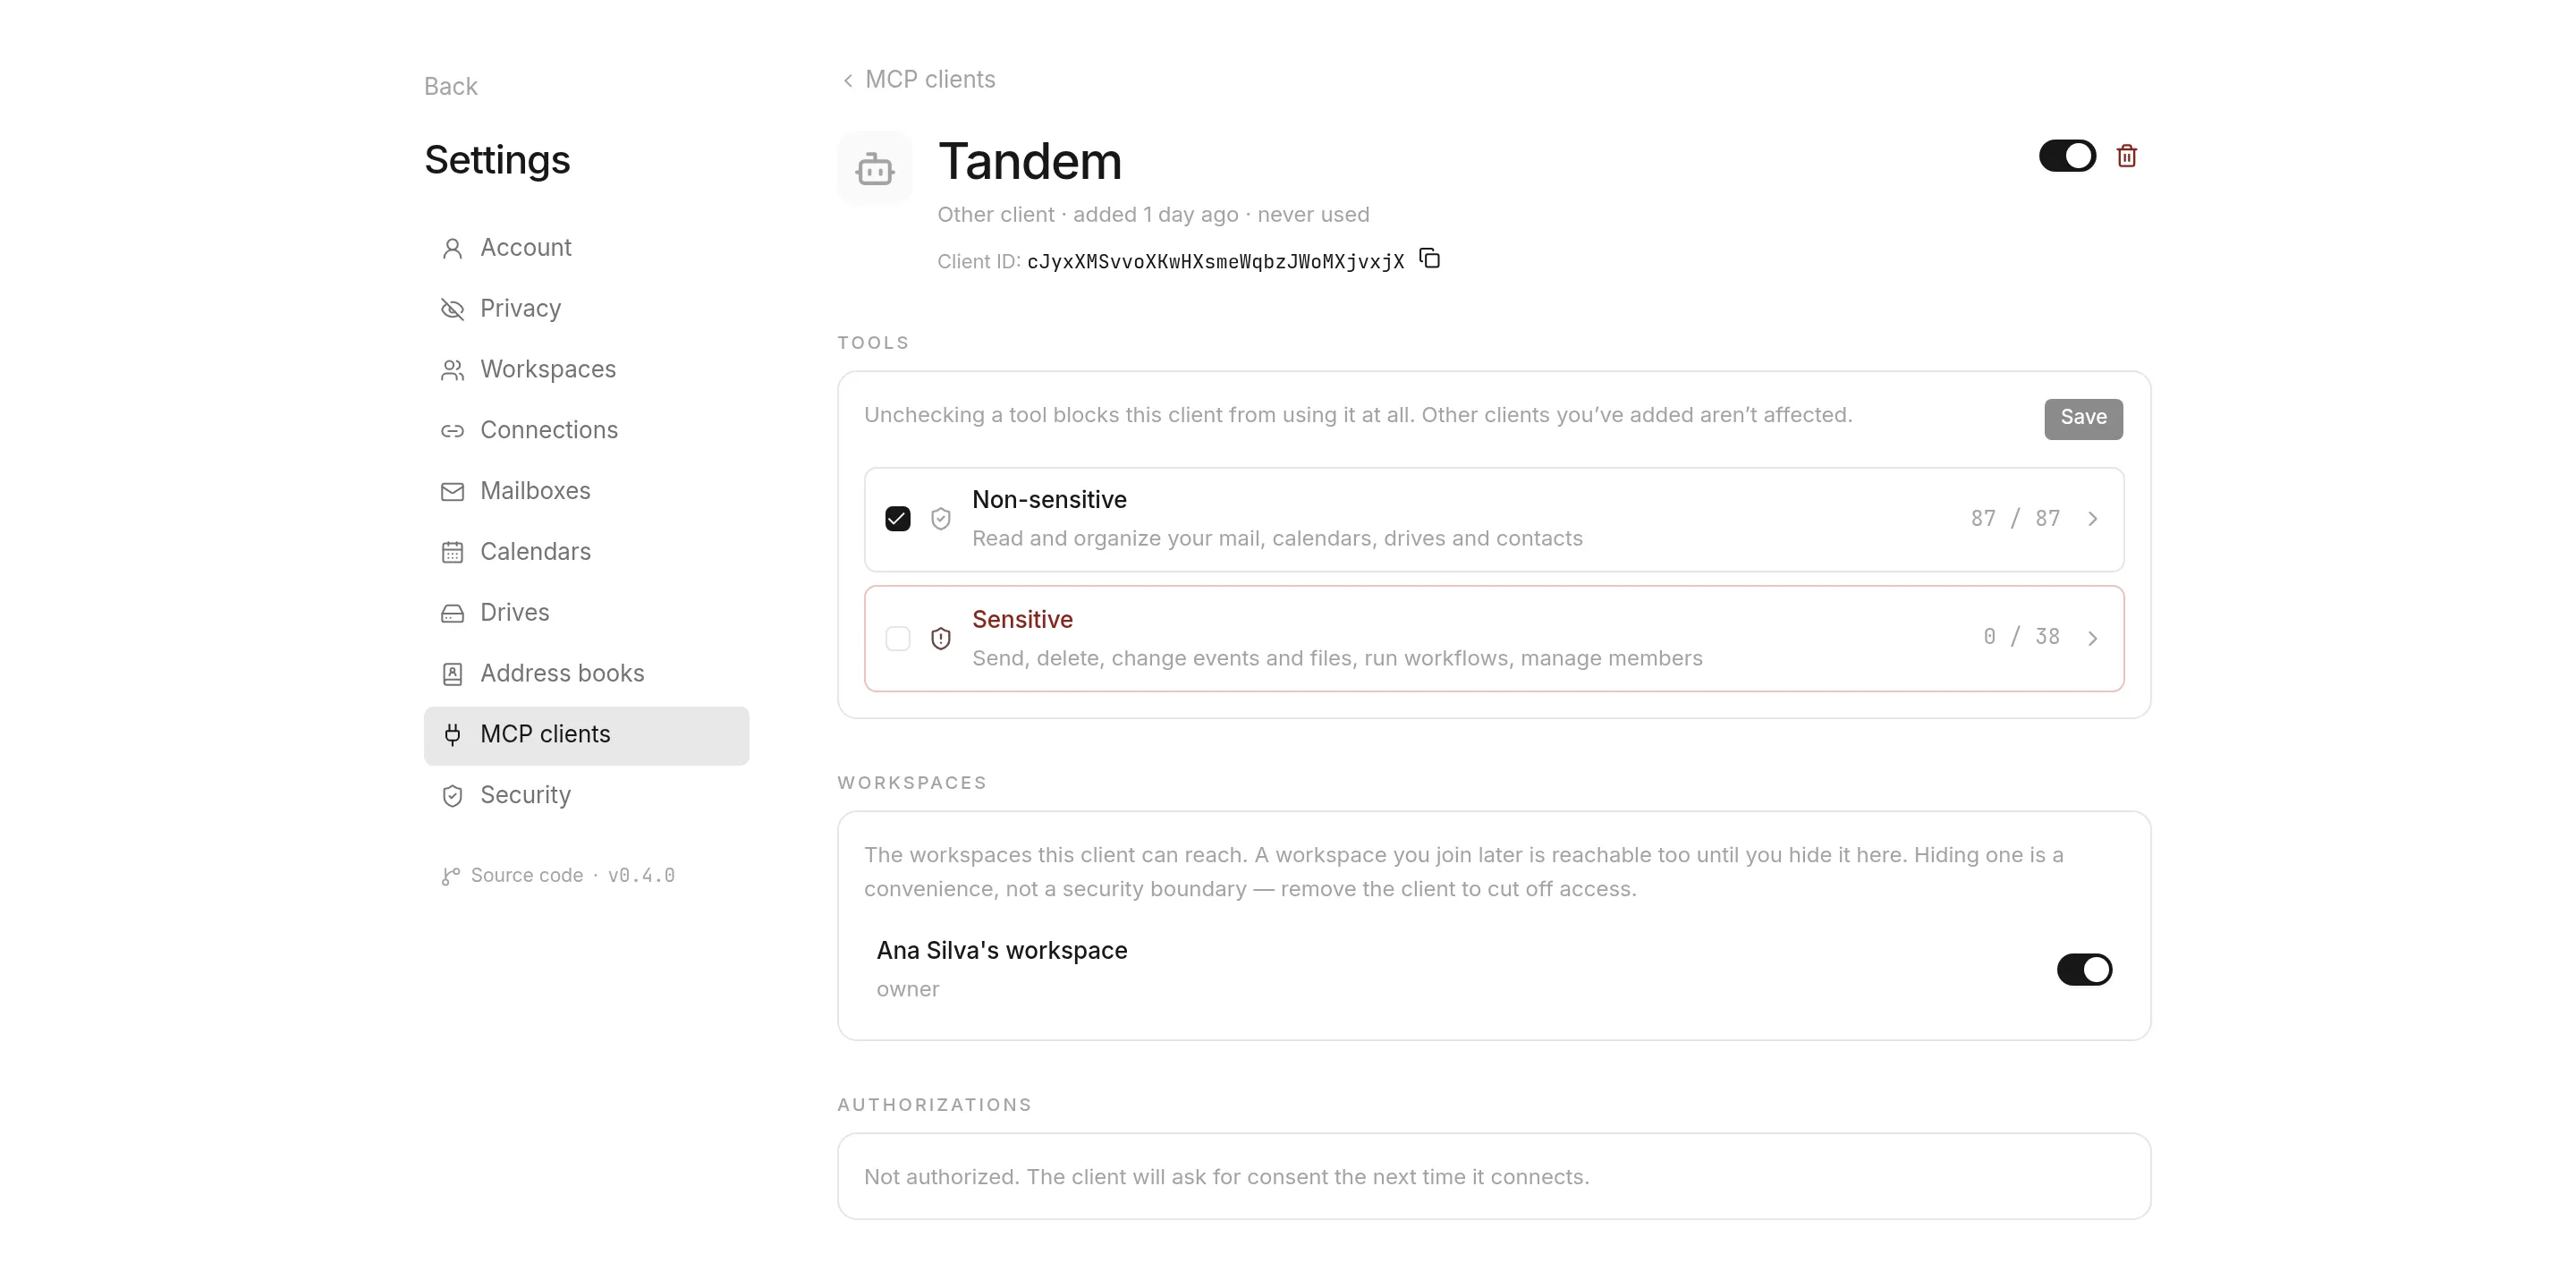 Back
Settings
Account
Privacy
Workspaces
Connections
Mailboxes
Calendars
Drives
Address books
MCP clients
Security
Source code · v0.4.0
MCP clients
Tandem
Other client · added 1 day ago · never used
Client ID: cJyxXMSvvoXKwHXsmeWqbzJWoMXjvxjX
TOOLS
Unchecking a tool blocks this client from using it at all. Other clients you’ve added aren’t affected.
Save
Non-sensitive
87 / 87
Read and organize your mail, calendars, drives and contacts
Sensitive
0 / 38
Send, delete, change events and files, run workflows, manage members
WORKSPACES
The workspaces this client can reach. A workspace you join later is reachable too until you hide it here. Hiding one is a
convenience, not a security boundary — remove the client to cut off access.
Ana Silva's workspace
owner
AUTHORIZATIONS
Not authorized. The client will ask for consent the next time it connects.